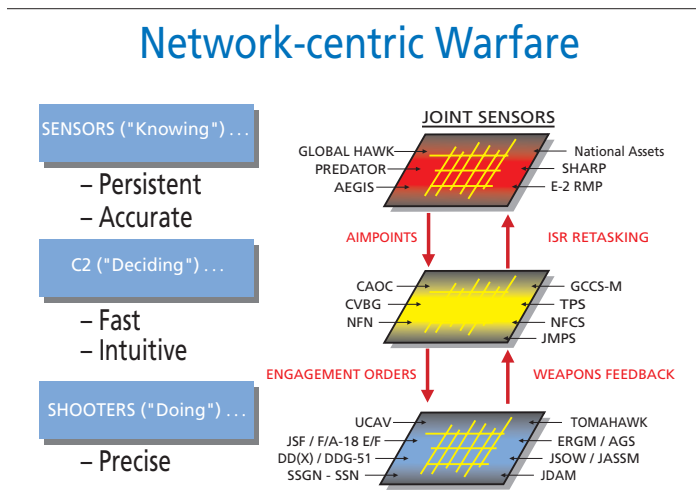 Network-centric Warfare
SENSORS ("Knowing") . . .
– Persistent
– Accurate
C2 ("Deciding") . . .
– Fast
– Intuitive
SHOOTERS ("Doing") . . .
– Precise
JOINT SENSORS
GLOBAL HAWK
PREDATOR
AEGIS
National Assets
SHARP
E-2 RMP
AIMPOINTS
ISR RETASKING
CAOC
CVBG
NFN
GCCS-M
TPS
NFCS
JMPS
ENGAGEMENT ORDERS
WEAPONS FEEDBACK
UCAV
JSF / F/A-18 E/F
DD(X) / DDG-51
SSGN - SSN
TOMAHAWK
ERGM / AGS
JSOW / JASSM
JDAM